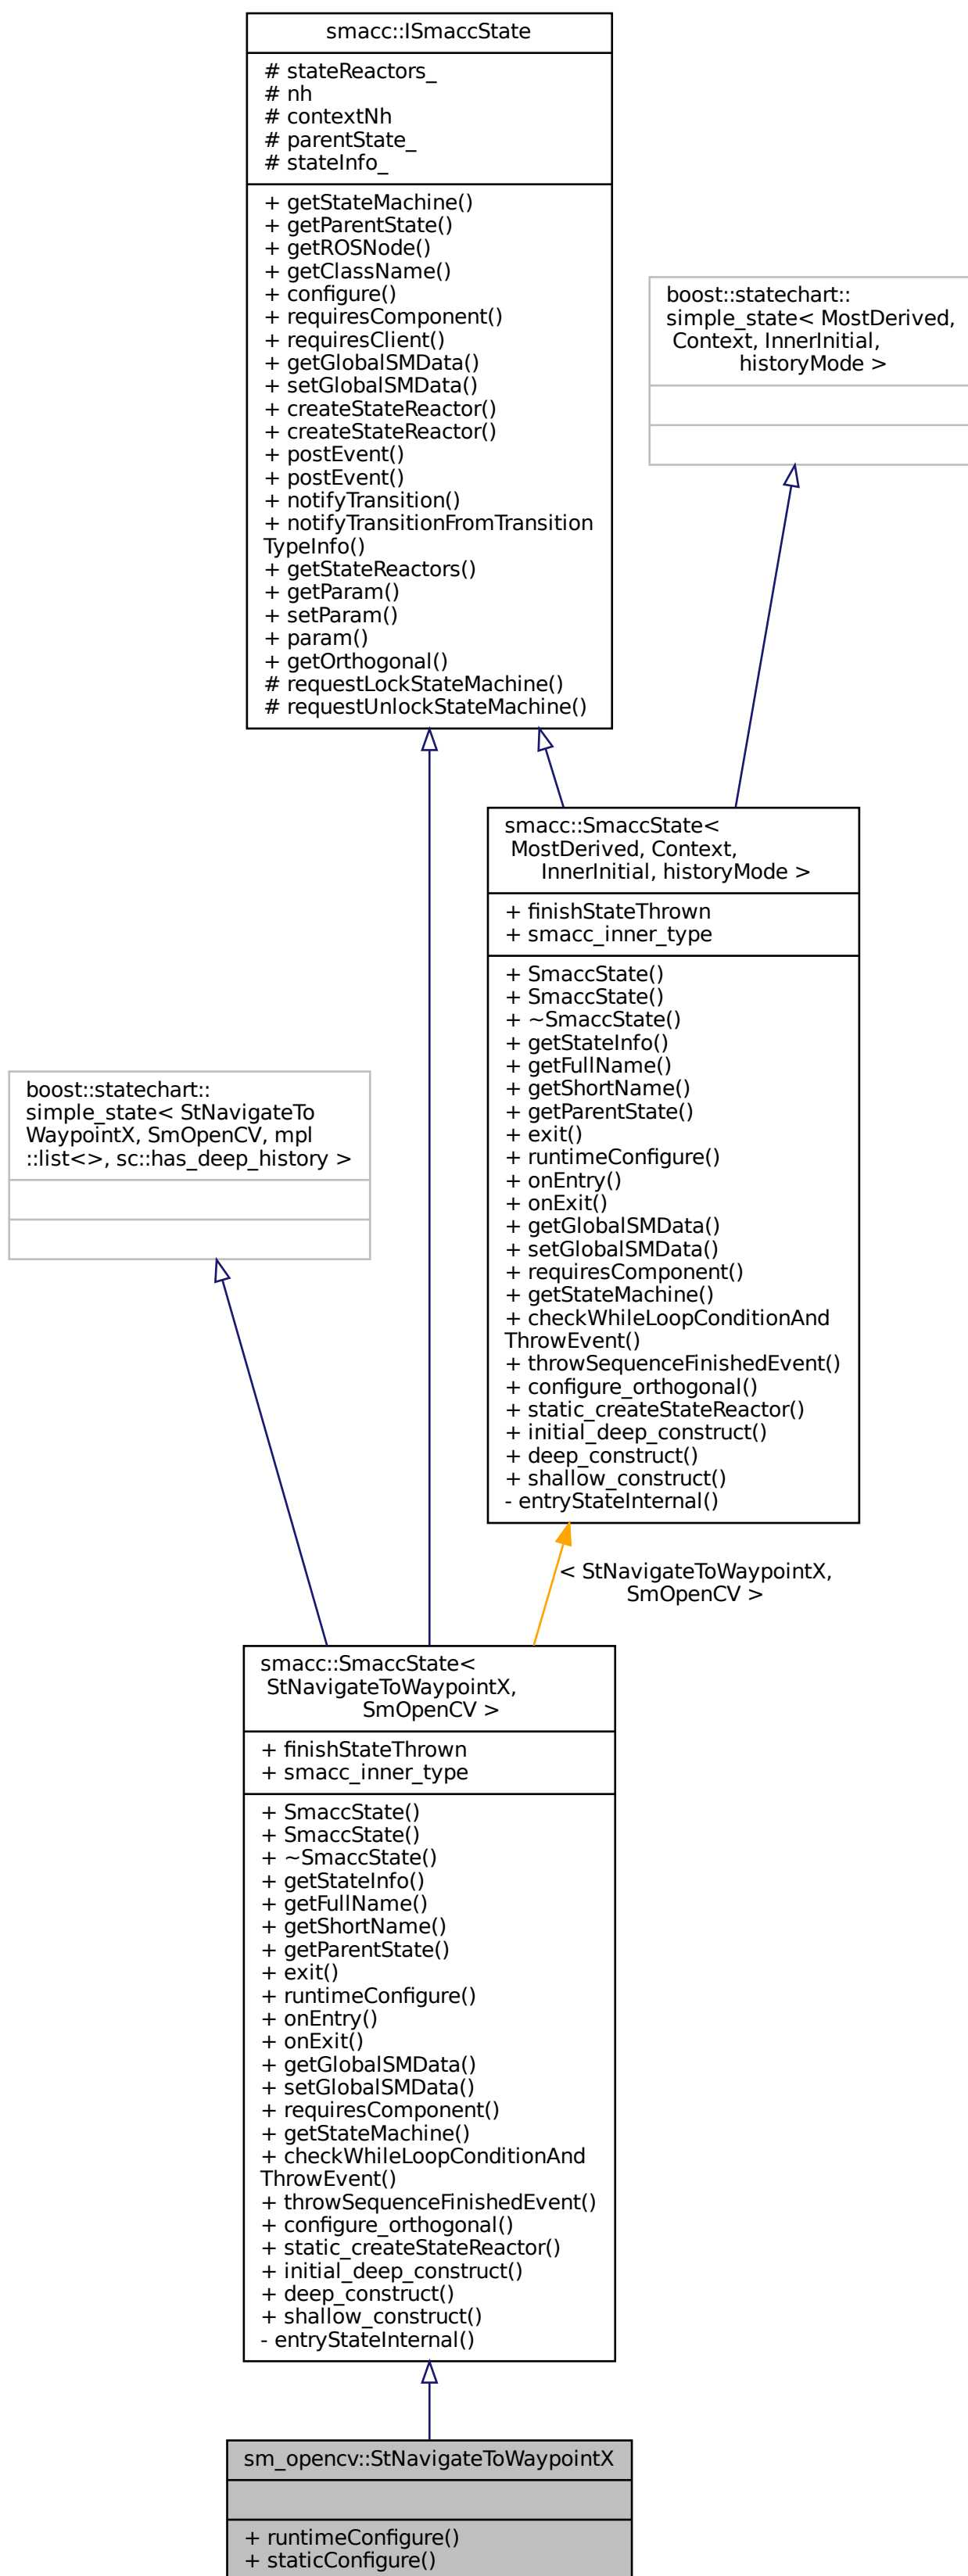 smacc::ISmaccState
# stateReactors_
# nh
# contextNh
# parentState_
# stateInfo_
+ getStateMachine()
+ getParentState()
+ getROSNode()
+ getClassName()
+ configure()
+ requiresComponent()
+ requiresClient()
+ getGlobalSMData()
+ setGlobalSMData()
+ createStateReactor()
+ createStateReactor()
+ postEvent()
+ postEvent()
+ notifyTransition()
+ notifyTransitionFromTransition
TypeInfo()
+ getStateReactors()
+ getParam()
+ setParam()
+ param()
+ getOrthogonal()
# requestLockStateMachine()
# requestUnlockStateMachine()
boost::statechart::
simple_state< MostDerived,
Context, InnerInitial,
historyMode >
smacc::SmaccState<
MostDerived, Context,
InnerInitial, historyMode >
+ finishStateThrown
+ smacc_inner_type
+ SmaccState()
+ SmaccState()
+ ~SmaccState()
+ getStateInfo()
+ getFullName()
+ getShortName()
+ getParentState()
+ exit()
+ runtimeConfigure()
+ onEntry()
+ onExit()
+ getGlobalSMData()
+ setGlobalSMData()
+ requiresComponent()
+ getStateMachine()
+ checkWhileLoopConditionAnd
ThrowEvent()
+ throwSequenceFinishedEvent()
+ configure_orthogonal()
+ static_createStateReactor()
+ initial_deep_construct()
+ deep_construct()
+ shallow_construct()
- entryStateInternal()
boost::statechart::
simple_state< StNavigateTo
WaypointX, SmOpenCV, mpl
::list<>, sc::has_deep_history >
< StNavigateToWaypointX,
SmOpenCV >
smacc::SmaccState<
StNavigateToWaypointX,
SmOpenCV >
+ finishStateThrown
+ smacc_inner_type
+ SmaccState()
+ SmaccState()
+ ~SmaccState()
+ getStateInfo()
+ getFullName()
+ getShortName()
+ getParentState()
+ exit()
+ runtimeConfigure()
+ onEntry()
+ onExit()
+ getGlobalSMData()
+ setGlobalSMData()
+ requiresComponent()
+ getStateMachine()
+ checkWhileLoopConditionAnd
ThrowEvent()
+ throwSequenceFinishedEvent()
+ configure_orthogonal()
+ static_createStateReactor()
+ initial_deep_construct()
+ deep_construct()
+ shallow_construct()
- entryStateInternal()
sm_opencv::StNavigateToWaypointX
+ runtimeConfigure()
+ staticConfigure()